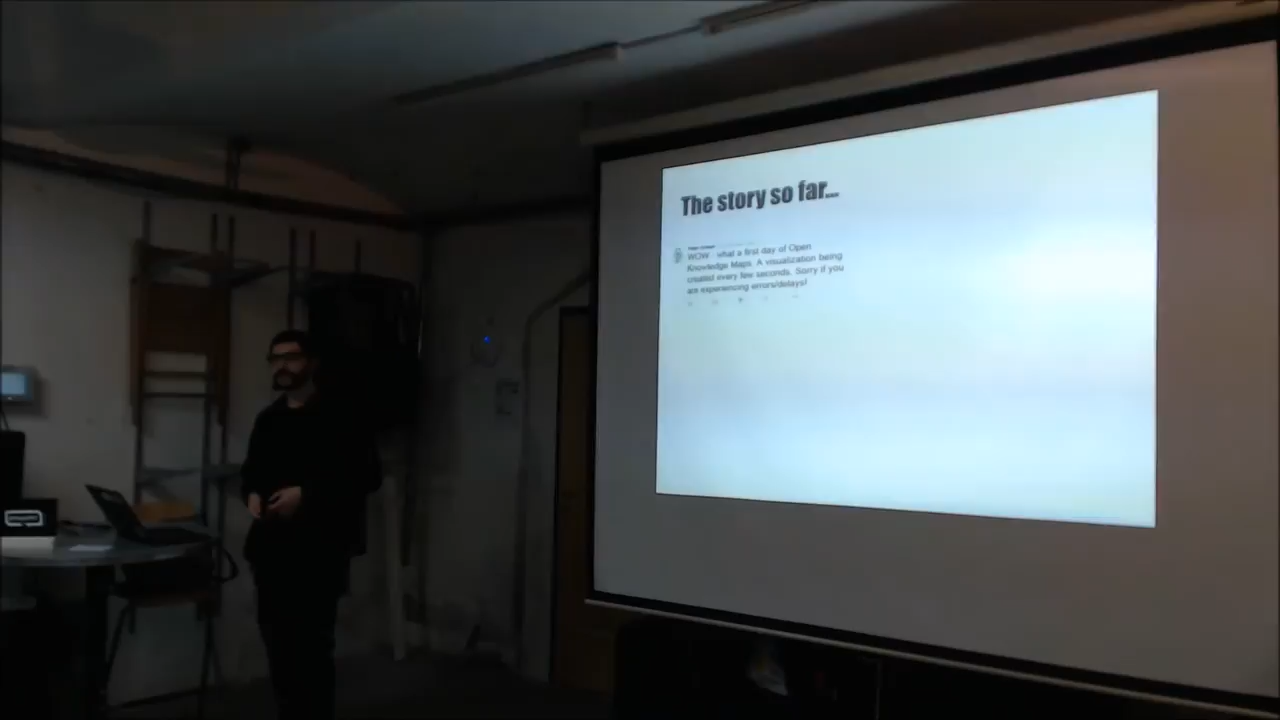 The story so far...
WOW what a first day of Open
Knowledge Maps. A visualization being
created every few seconds. Sorry if you
are experiencing errors/delays!